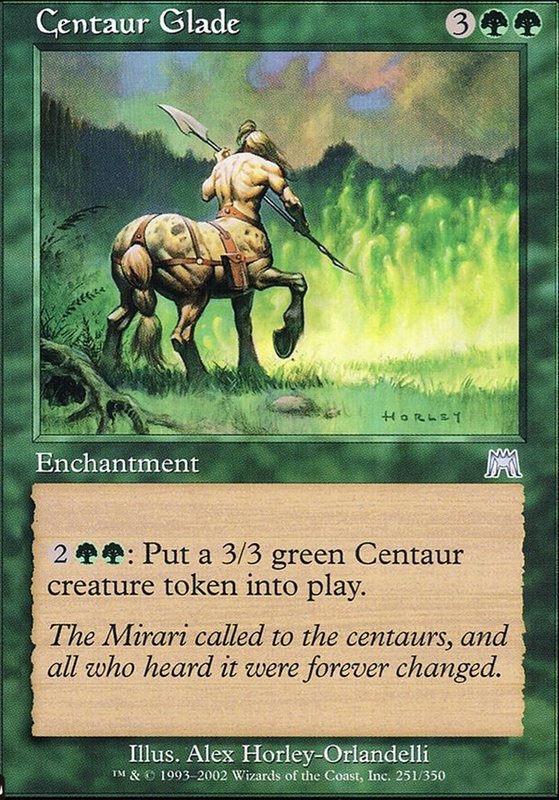 Centaur Glade 3
HORLEY
Enchantment
2 : Put a 3/3 green Centaur
creature token into play.
The Mirari called to the centaurs, and
all who heard it were forever changed.
Illus. Alex Horley-Orlandelli
™ & © 1993–2002 Wizards of the Coast, Inc. 251/350